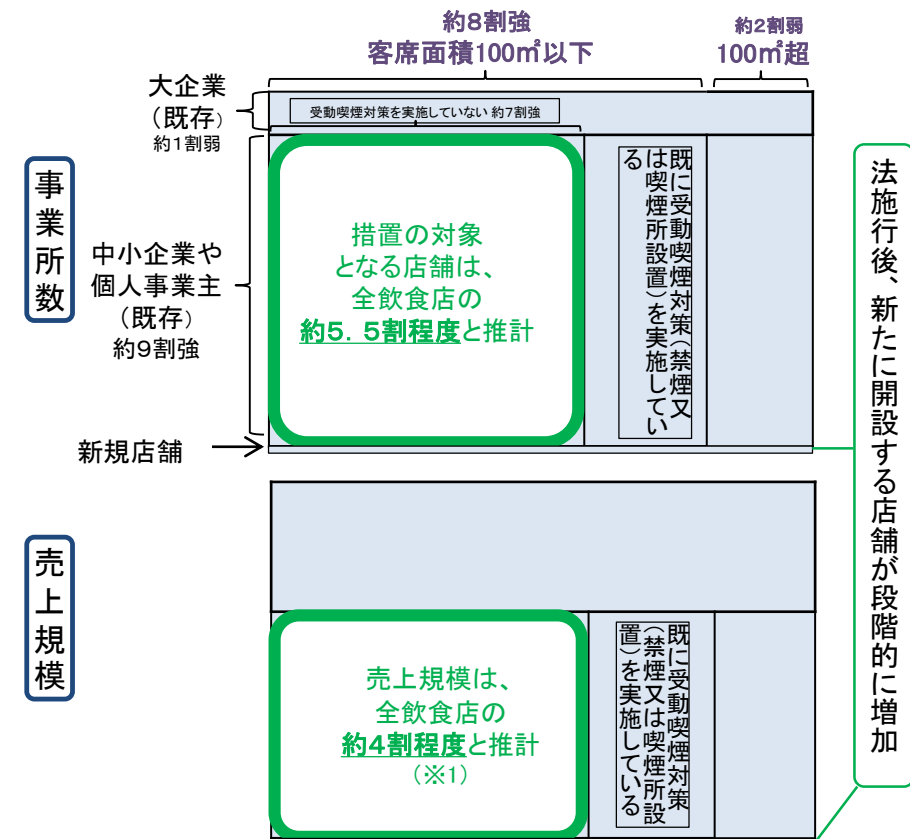 約8割強
客席面積100㎡以下
約2割弱
100㎡超
大企業
（既存）
約1割弱
受動喫煙対策を実施していない 約7割強
事業所数
中小企業や
個人事業主
（既存）
約9割強
措置の対象
となる店舗は、
全飲食店の
約5．5割程度と推計
既に受動喫煙対策（禁煙又
は喫煙所設置）を実施してい
る
新規店舗
法施行後、新たに開設する店舗が段階的に増加
売上規模
売上規模は、
全飲食店の
約4割程度と推計
（※1）
既に受動喫煙対策
（禁煙又は喫煙所設
置）を実施している